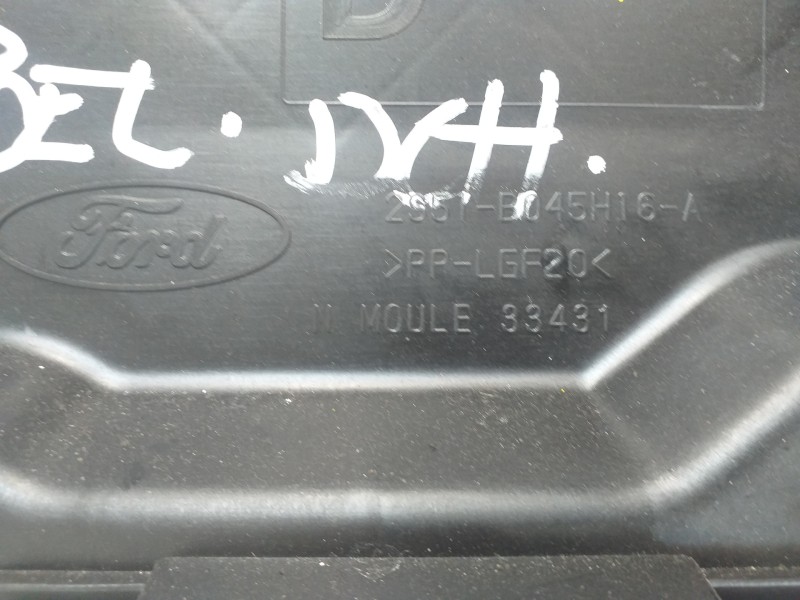 D
BEL. JVH.
Ford
2S51-B045H16-A
>PP-LGF20<
N MOULE 33431